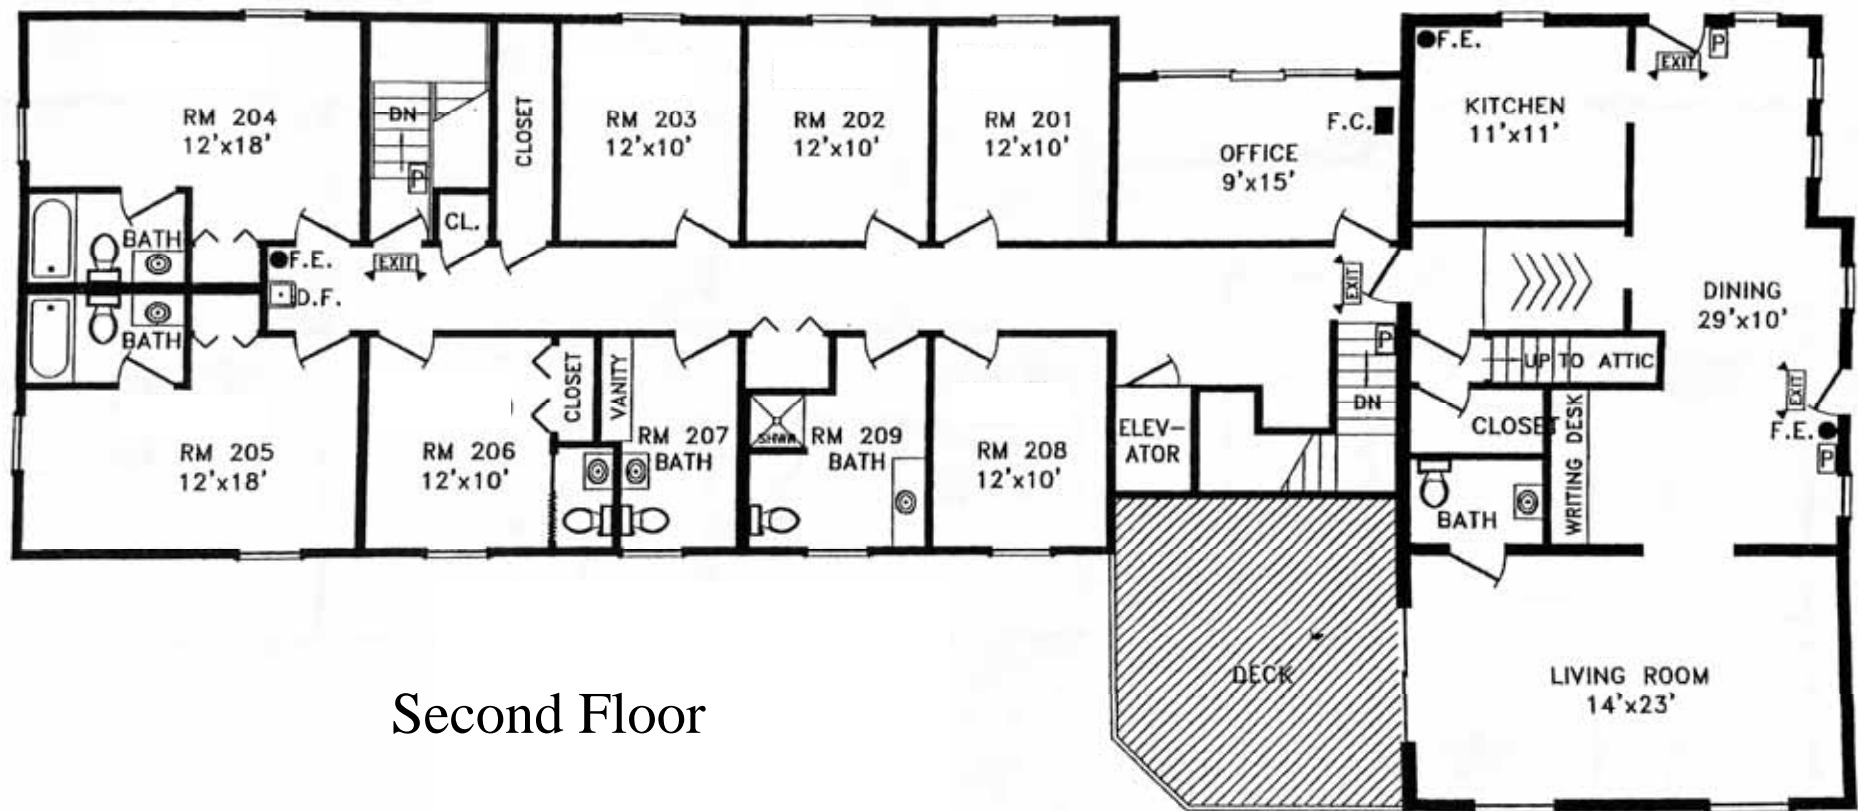 RM 204
12'x18'
DN
P
CLOSET
CL.
RM 203
12'x10'
RM 202
12'x10'
RM 201
12'x10'
OFFICE
9'x15'
F.C.
F.E.
KITCHEN
11'x11'
EXIT
P
BATH
F.E.
D.F.
EXIT
EXIT
DINING
29'x10'
BATH
RM 205
12'x18'
RM 206
12'x10'
CLOSET
VANITY
RM 207
BATH
SHWR
RM 209
BATH
RM 208
12'x10'
ELEV-
ATOR
P
DN
UP TO ATTIC
CLOSET
WRITING DESK
BATH
EXIT
F.E.
P
DECK
LIVING ROOM
14'x23'
Second Floor